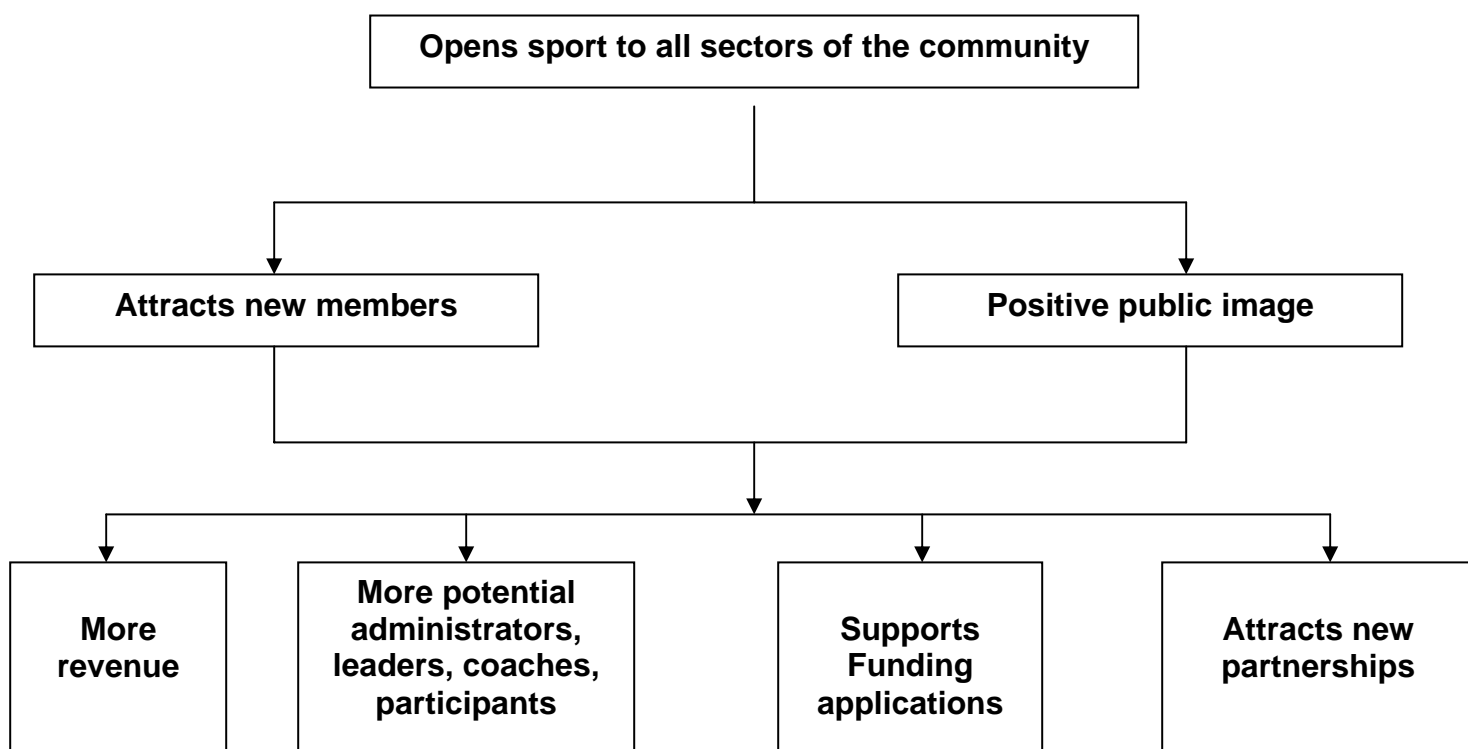 Opens sport to all sectors of the community
Attracts new members
Positive public image
More
revenue
More potential
administrators,
leaders, coaches,
participants
Supports
Funding
applications
Attracts new
partnerships